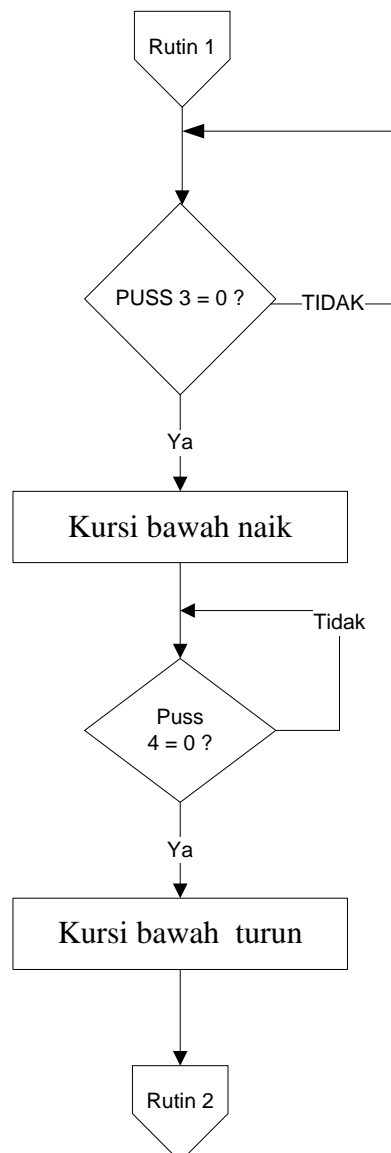 Rutin 1
PUSS 3 = 0 ?
TIDAK
Ya
Kursi bawah naik
Tidak
Puss
4 = 0 ?
Ya
Kursi bawah  turun
Rutin 2